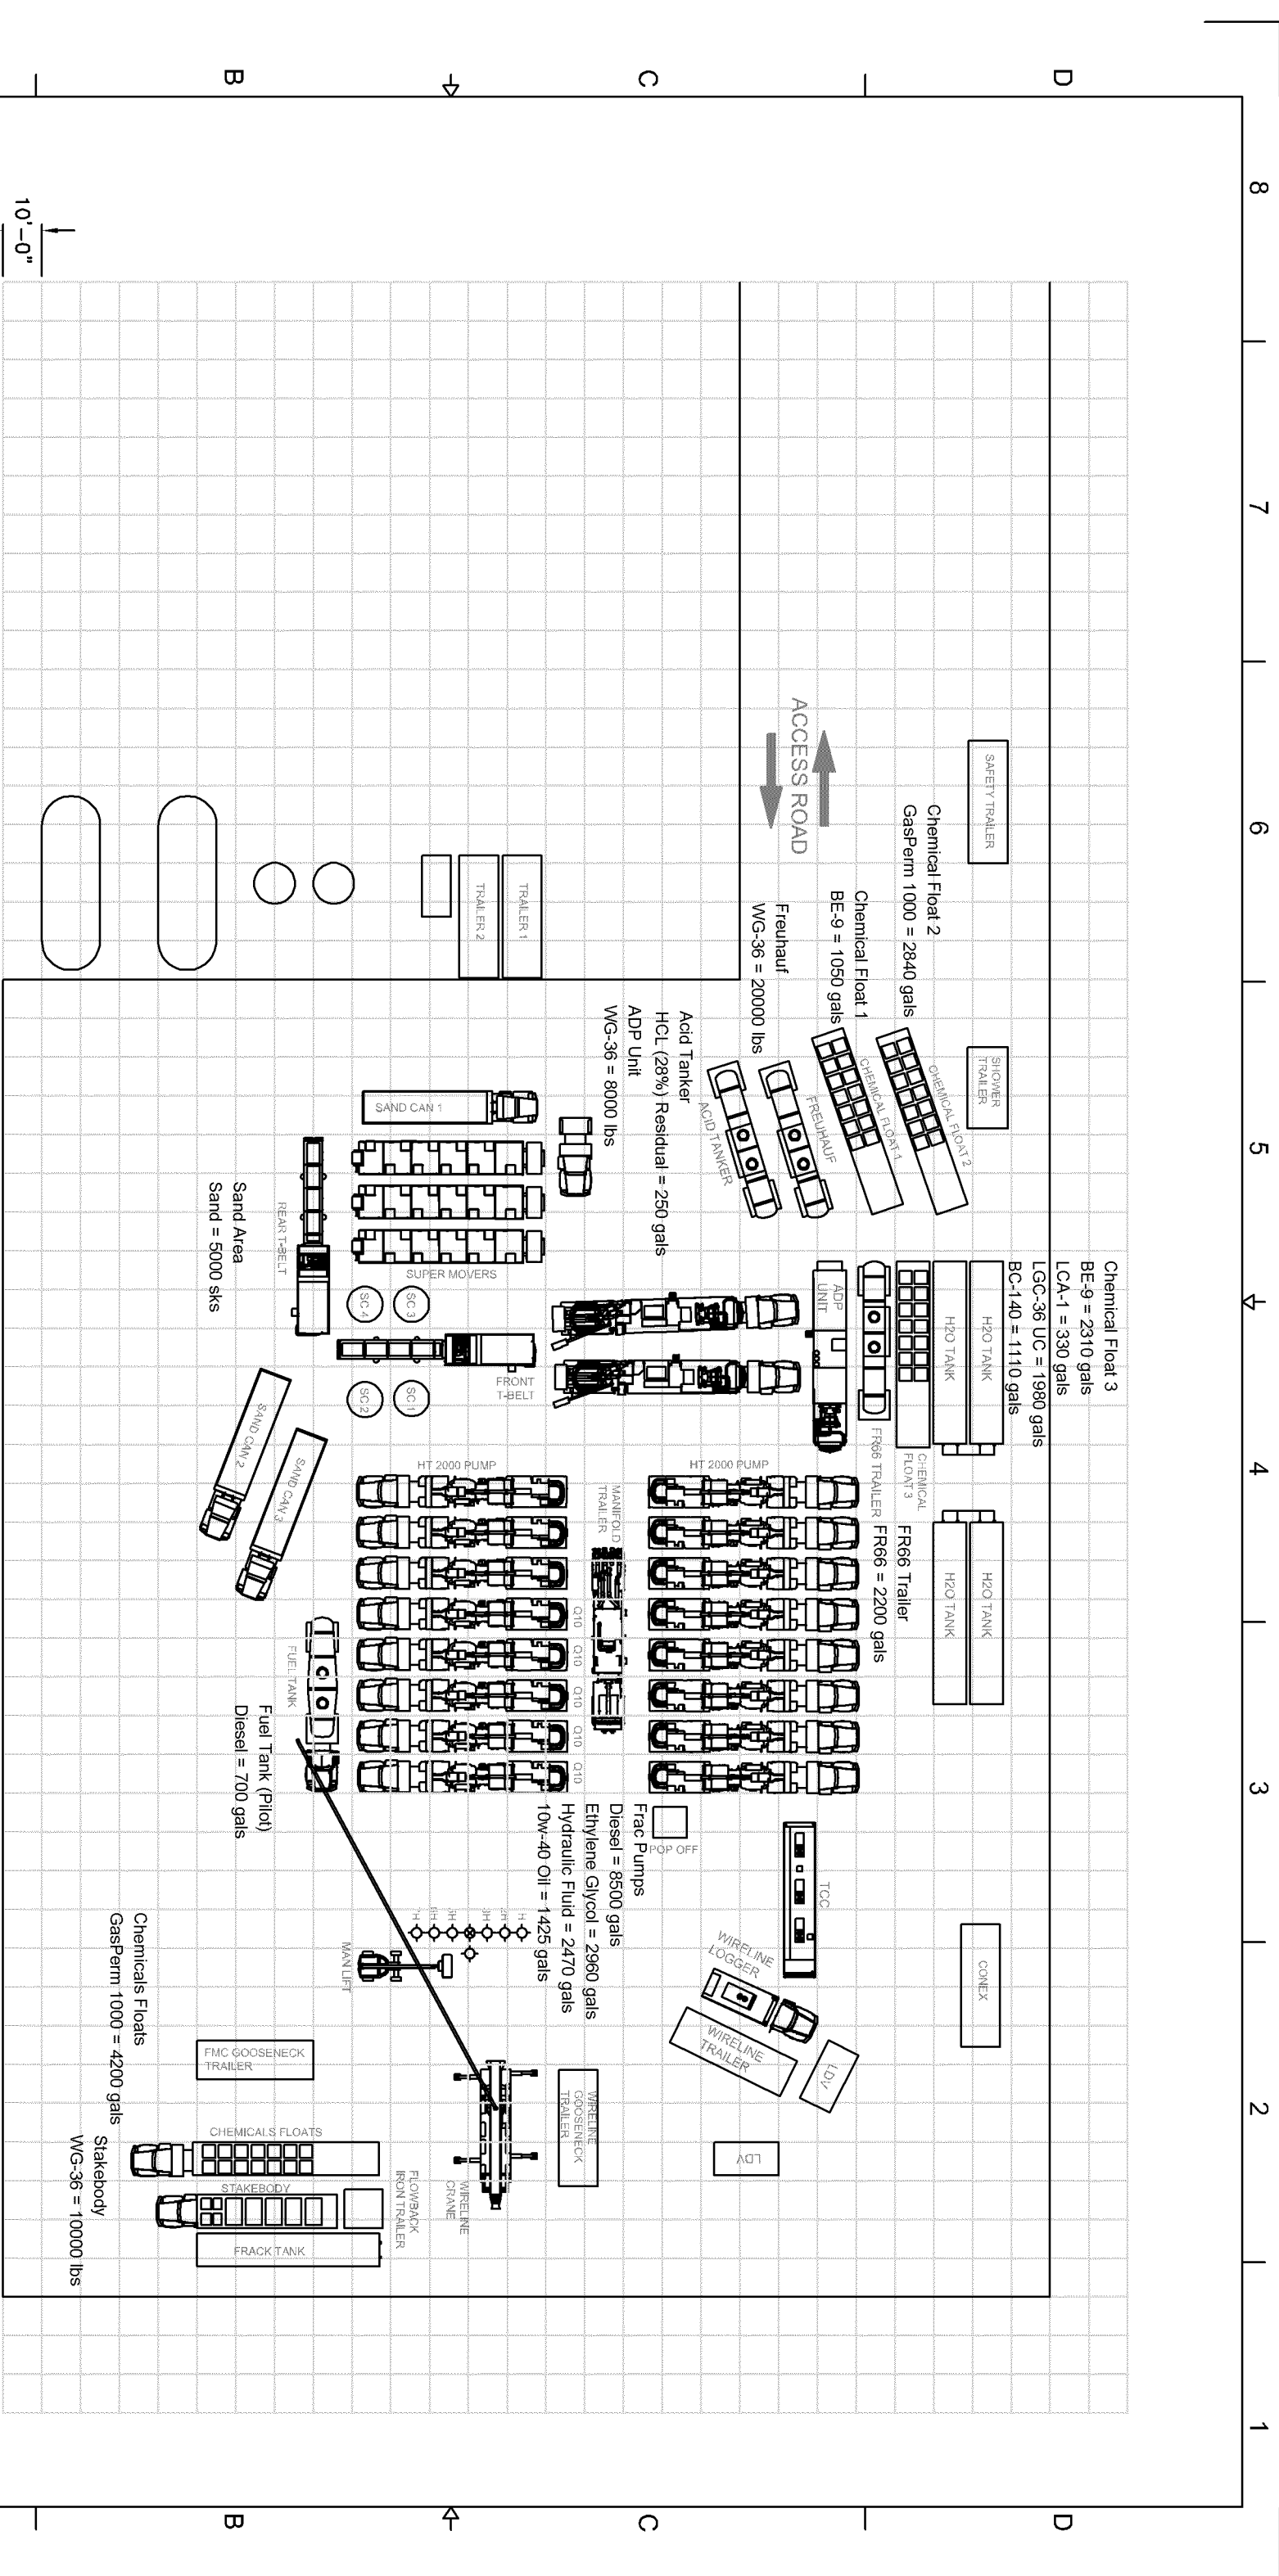 8
7
6
5
4
3
2
1
D
D
C
C
B
B
10'-0"
SAFETY TRAILER
SHOWER
TRAILER
ACCESS ROAD
Chemical Float 2
GasPerm 1000 = 2840 gals
Chemical Float 1
BE-9 = 1050 gals
Freuhauf
WG-36 = 20000 lbs
Acid Tanker
HCL (28%) Residual = 250 gals
ADP Unit
WG-36 = 8000 lbs
CHEMICAL FLOAT 2
CHEMICAL FLOAT 1
FREUHAUF
ACID TANKER
TRAILER 1
TRAILER 2
Chemical Float 3
BE-9 = 2310 gals
LCA-1 = 330 gals
LGC-36 UC = 1980 gals
BC-140 = 1110 gals
H2O TANK
H2O TANK
H2O TANK
H2O TANK
CHEMICAL
FLOAT 3
FR66 TRAILER
ADP
UNIT
FR66 Trailer
FR66 = 2200 gals
SAND CAN 1
SUPER MOVERS
REAR T-BELT
Sand Area
Sand = 5000 sks
SC 3
SC 4
SC 1
SC 2
FRONT
T-BELT
SAND CAN 2
SAND CAN 3
HT 2000 PUMP
HT 2000 PUMP
MANIFOLD
TRAILER
Q10
Q10
Q10
Q10
Q10
FUEL TANK
Fuel Tank (Pilot)
Diesel = 700 gals
POP OFF
Frac Pumps
Diesel = 8500 gals
Ethylene Glycol = 2960 gals
Hydraulic Fluid = 2470 gals
10w-40 Oil = 1425 gals
TCC
CONEX
WIRELINE
LOGGER
WIRELINE
TRAILER
LDV
LDV
MAN LIFT
WIRELINE
GOOSENECK
TRAILER
WIRELINE
CRANE
FMC GOOSENECK
TRAILER
Chemicals Floats
GasPerm 1000 = 4200 gals
CHEMICALS FLOATS
STAKEBODY
FLOWBACK
IRON TRAILER
FRACK TANK
Stakebody
WG-36 = 10000 lbs